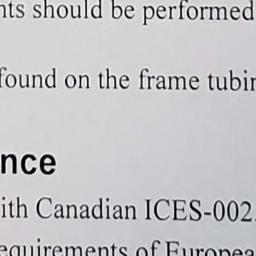 nts should be performed
found on the frame tubin
nce
ith Canadian ICES-002.
equirements of Europea